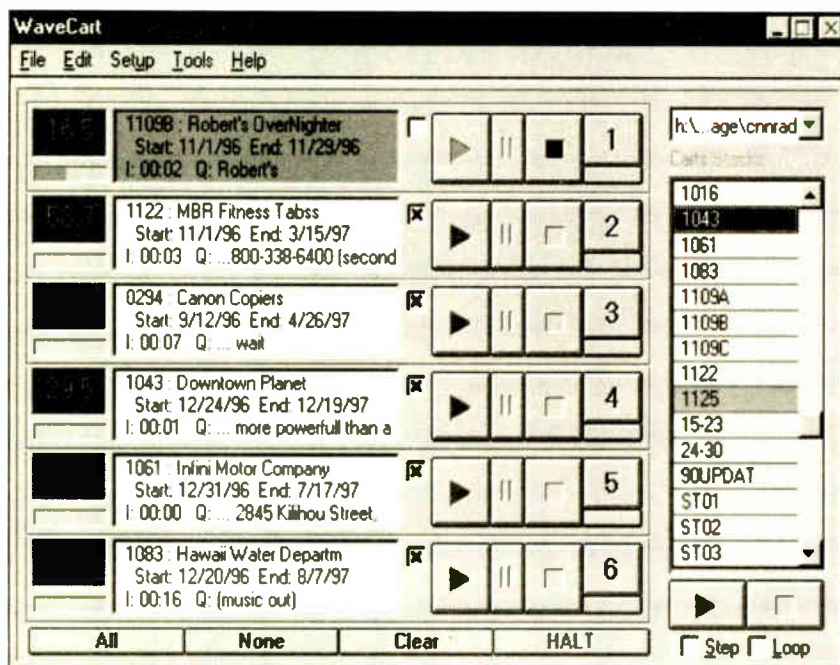 WaveCart
File Edit Setup Tools Help
1109B : Robert's OverNighter
Start: 11/1/96 End: 11/29/96
I: 00:02 Q: Robert's
1
1122 : MBR Fitness Tabss
Start: 11/1/96 End: 3/15/97
I: 00:03 Q: ...800-338-6400 (second
2
0294 : Canon Copiers
Start: 9/12/96 End: 4/26/97
I: 00:07 Q: ... wait
3
1043 : Downtown Planet
Start: 12/24/96 End: 12/19/97
I: 00:01 Q: ... more powerfull than a
4
1061 : Infini Motor Company
Start: 12/31/96 End: 7/17/97
I: 00:00 Q: ... 2845 Kilihou Street,
5
1083 : Hawaii Water Departm
Start: 12/20/96 End: 8/7/97
I: 00:16 Q: (music out)
6
All None Clear HALT
h:\...age\cnnrad
Carts Stacks
1016
1043
1061
1083
1109A
1109B
1109C
1122
1125
15-23
24-30
90UPDAT
ST01
ST02
ST03
Step Loop